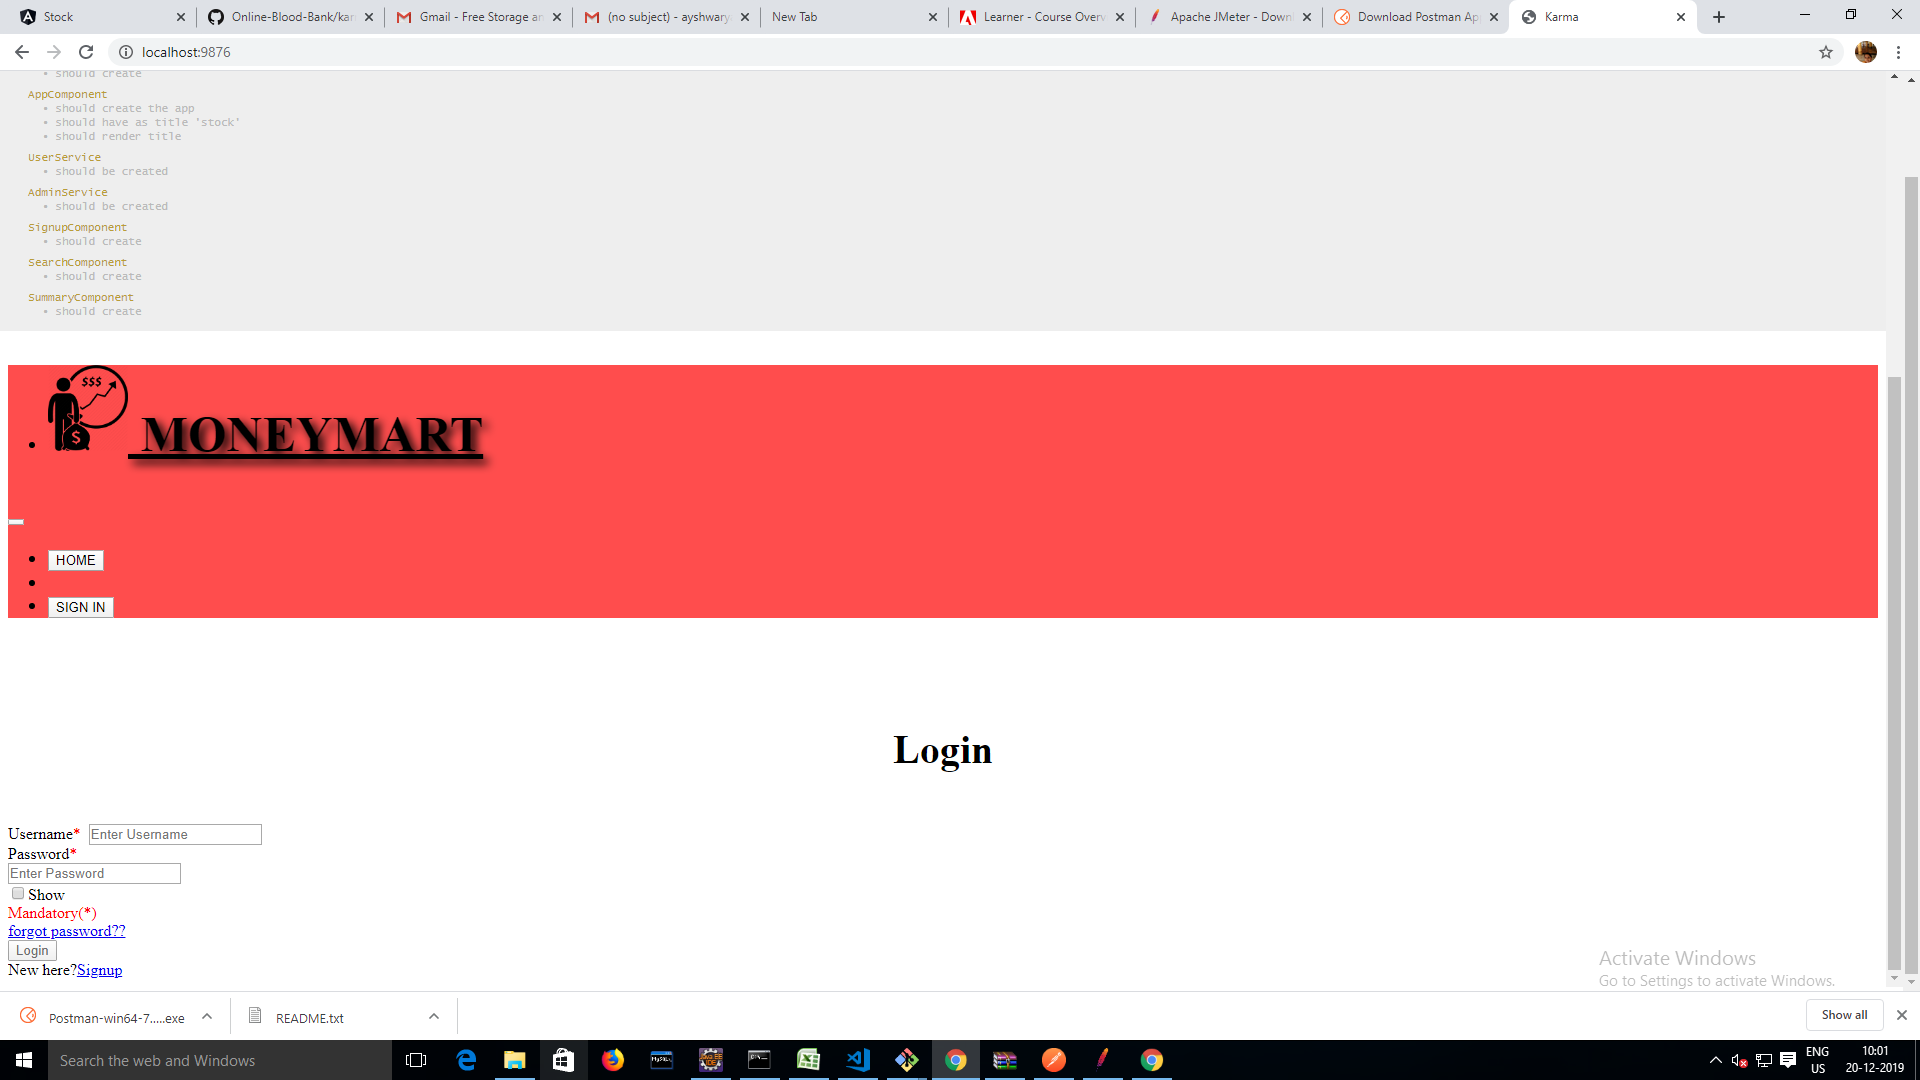 Stock
Online-Blood-Bank/kar
Gmail - Free Storage an
(no subject) - ayshwary
New Tab
Learner - Course Overv
Apache JMeter - Downl
Download Postman Ap
Karma
localhost:9876
• should create
AppComponent
• should create the app
• should have as title 'stock'
• should render title
UserService
• should be created
AdminService
• should be created
SignupComponent
• should create
SearchComponent
• should create
SummaryComponent
• should create
$$$
$
MONEYMART
HOME
SIGN IN
Login
Username* Enter Username
Password*
Enter Password
Show
Mandatory(*)
forgot password??
Login
New here?Signup
Activate Windows
Go to Settings to activate Windows.
Postman-win64-7.....exe
README.txt
Show all
Search the web and Windows
ENG
US
10:01
20-12-2019